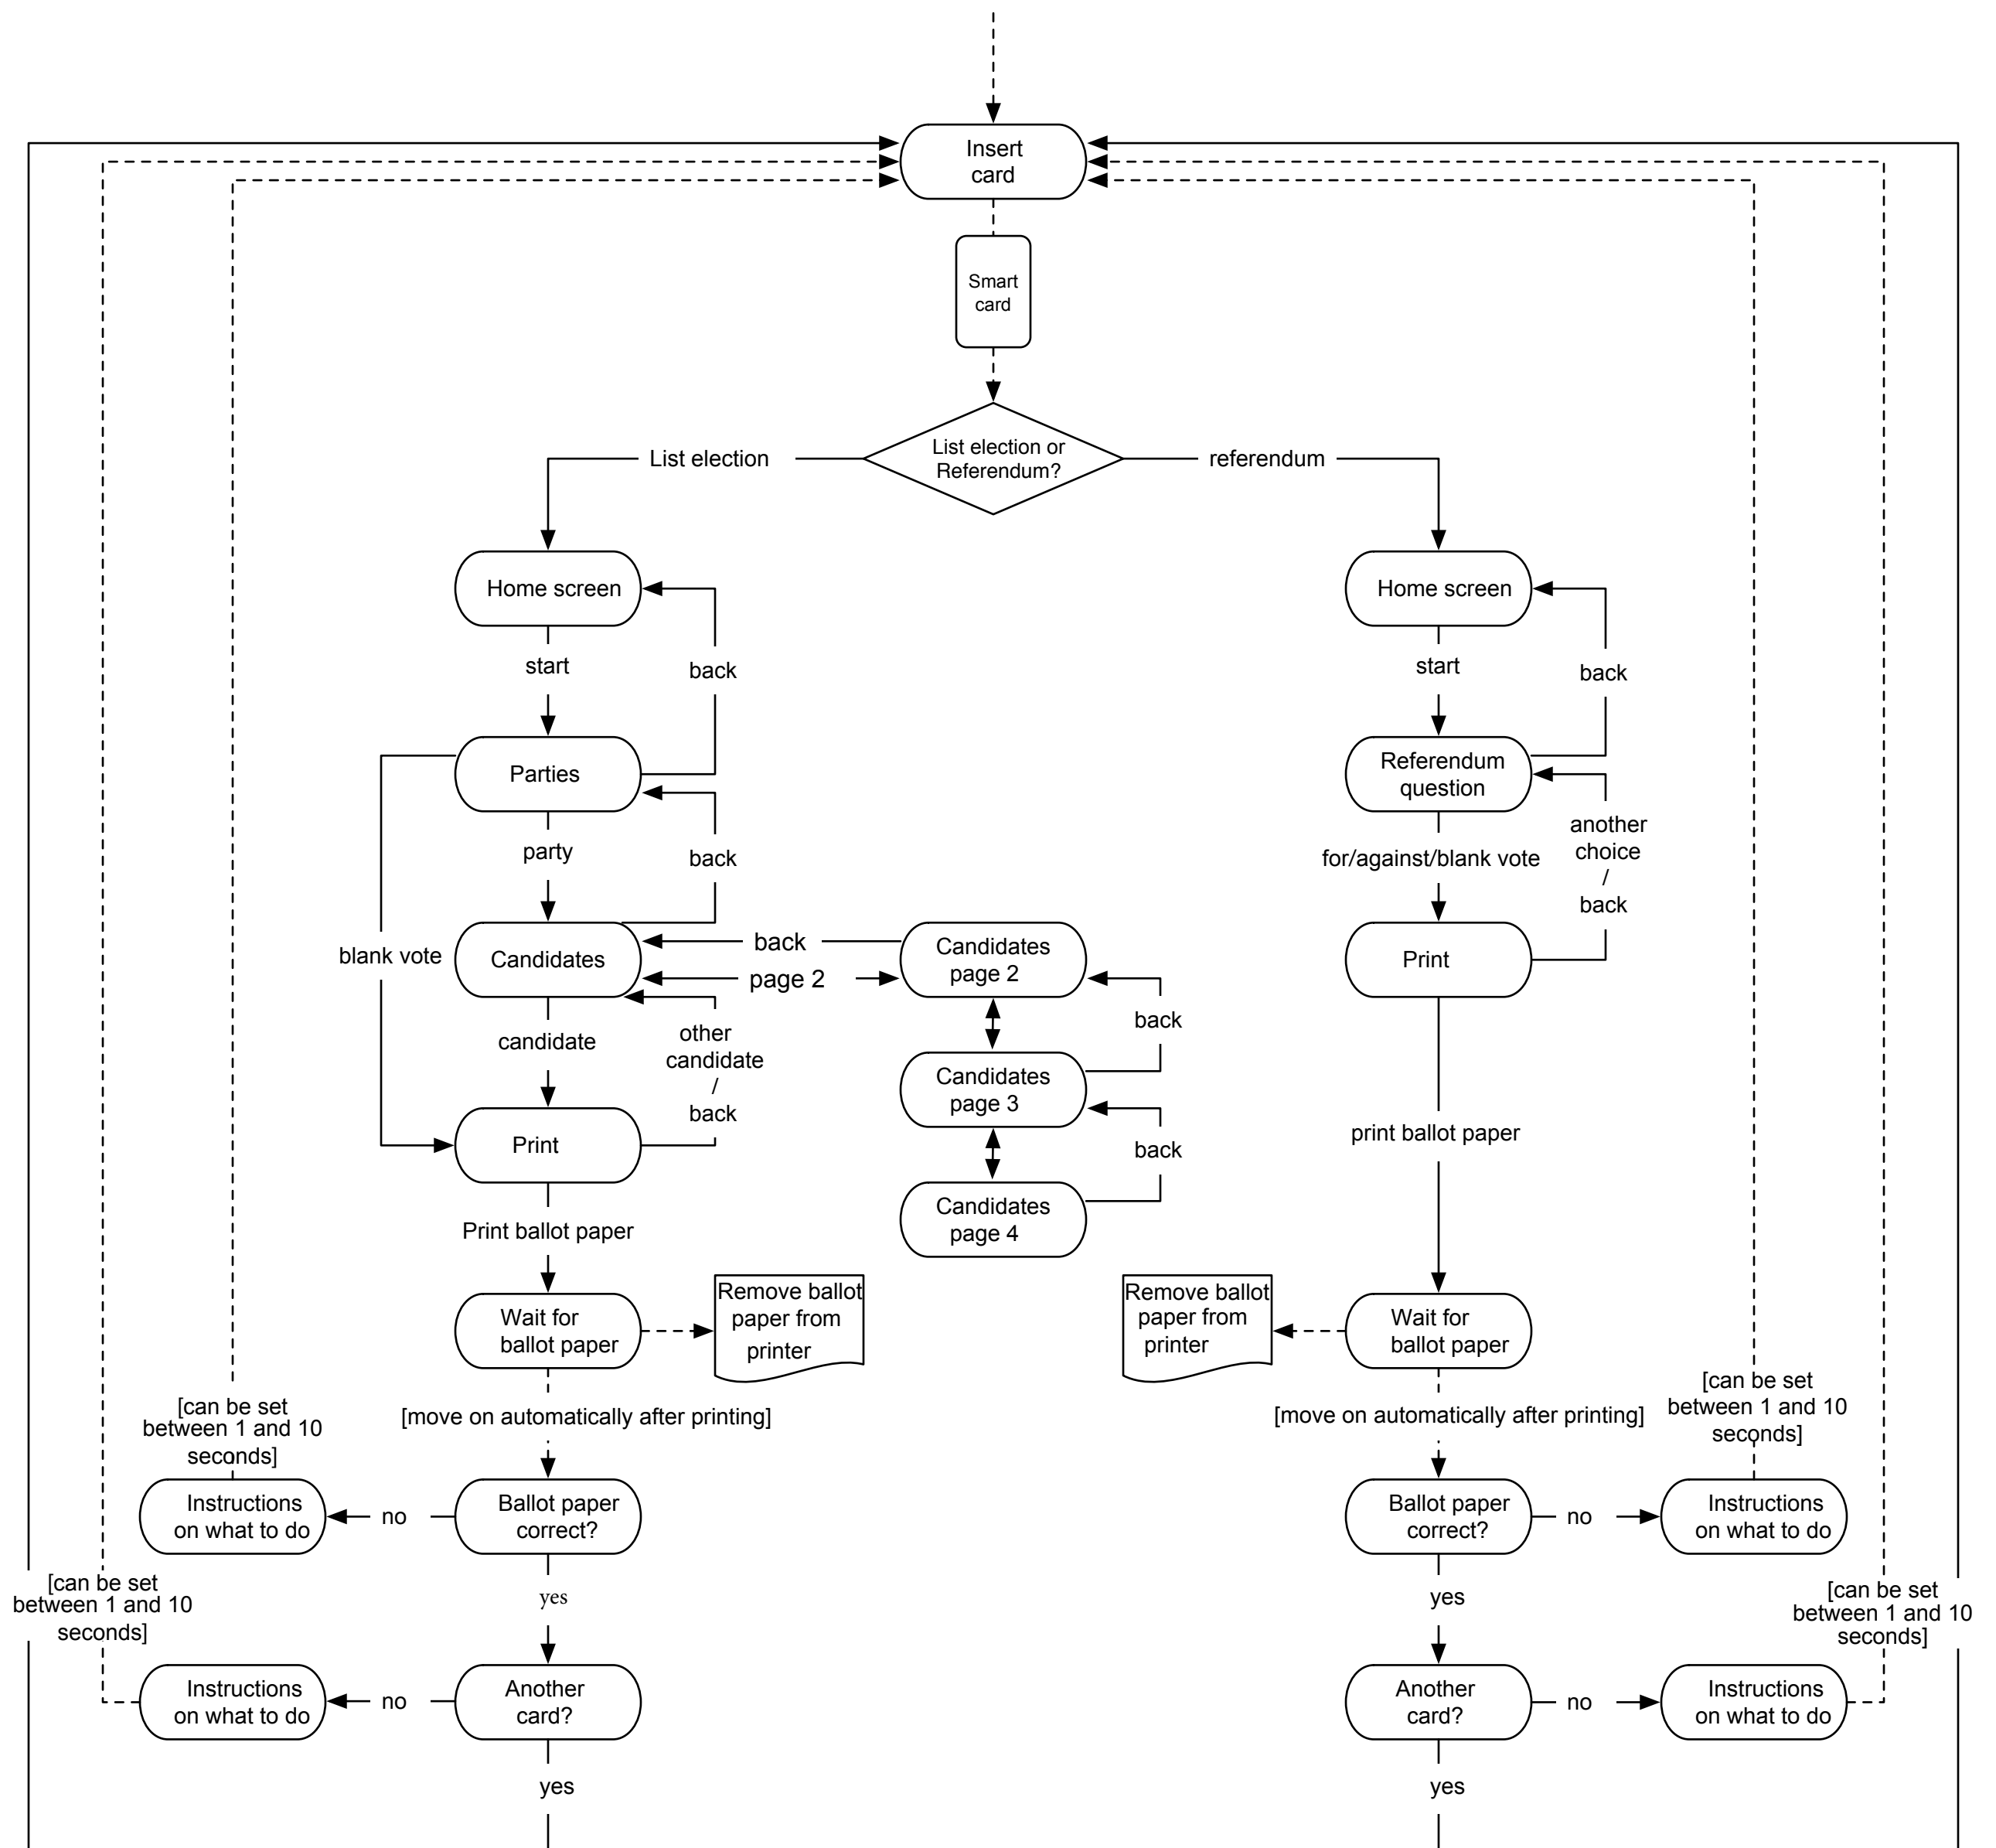 Insert
card
Smart
card
List election or
Referendum?
List election
referendum
Home screen
start
back
Parties
party
back
blank vote
Candidates
back
page 2
candidate
other
candidate
/
back
Print
Candidates
page 2
back
Candidates
page 3
back
Candidates
page 4
Print ballot paper
Wait for
ballot paper
Remove ballot
paper from
printer
[move on automatically after printing]
[can be set
between 1 and 10
seconds]
Instructions
on what to do
no
Ballot paper
correct?
yes
[can be set
between 1 and 10
seconds]
Instructions
on what to do
no
Another
card?
yes
Home screen
start
back
Referendum
question
for/against/blank vote
another
choice
/
back
Print
print ballot paper
Remove ballot
paper from
printer
Wait for
ballot paper
[move on automatically after printing]
[can be set
between 1 and 10
seconds]
Ballot paper
correct?
no
Instructions
on what to do
yes
[can be set
between 1 and 10
seconds]
Another
card?
no
Instructions
on what to do
yes